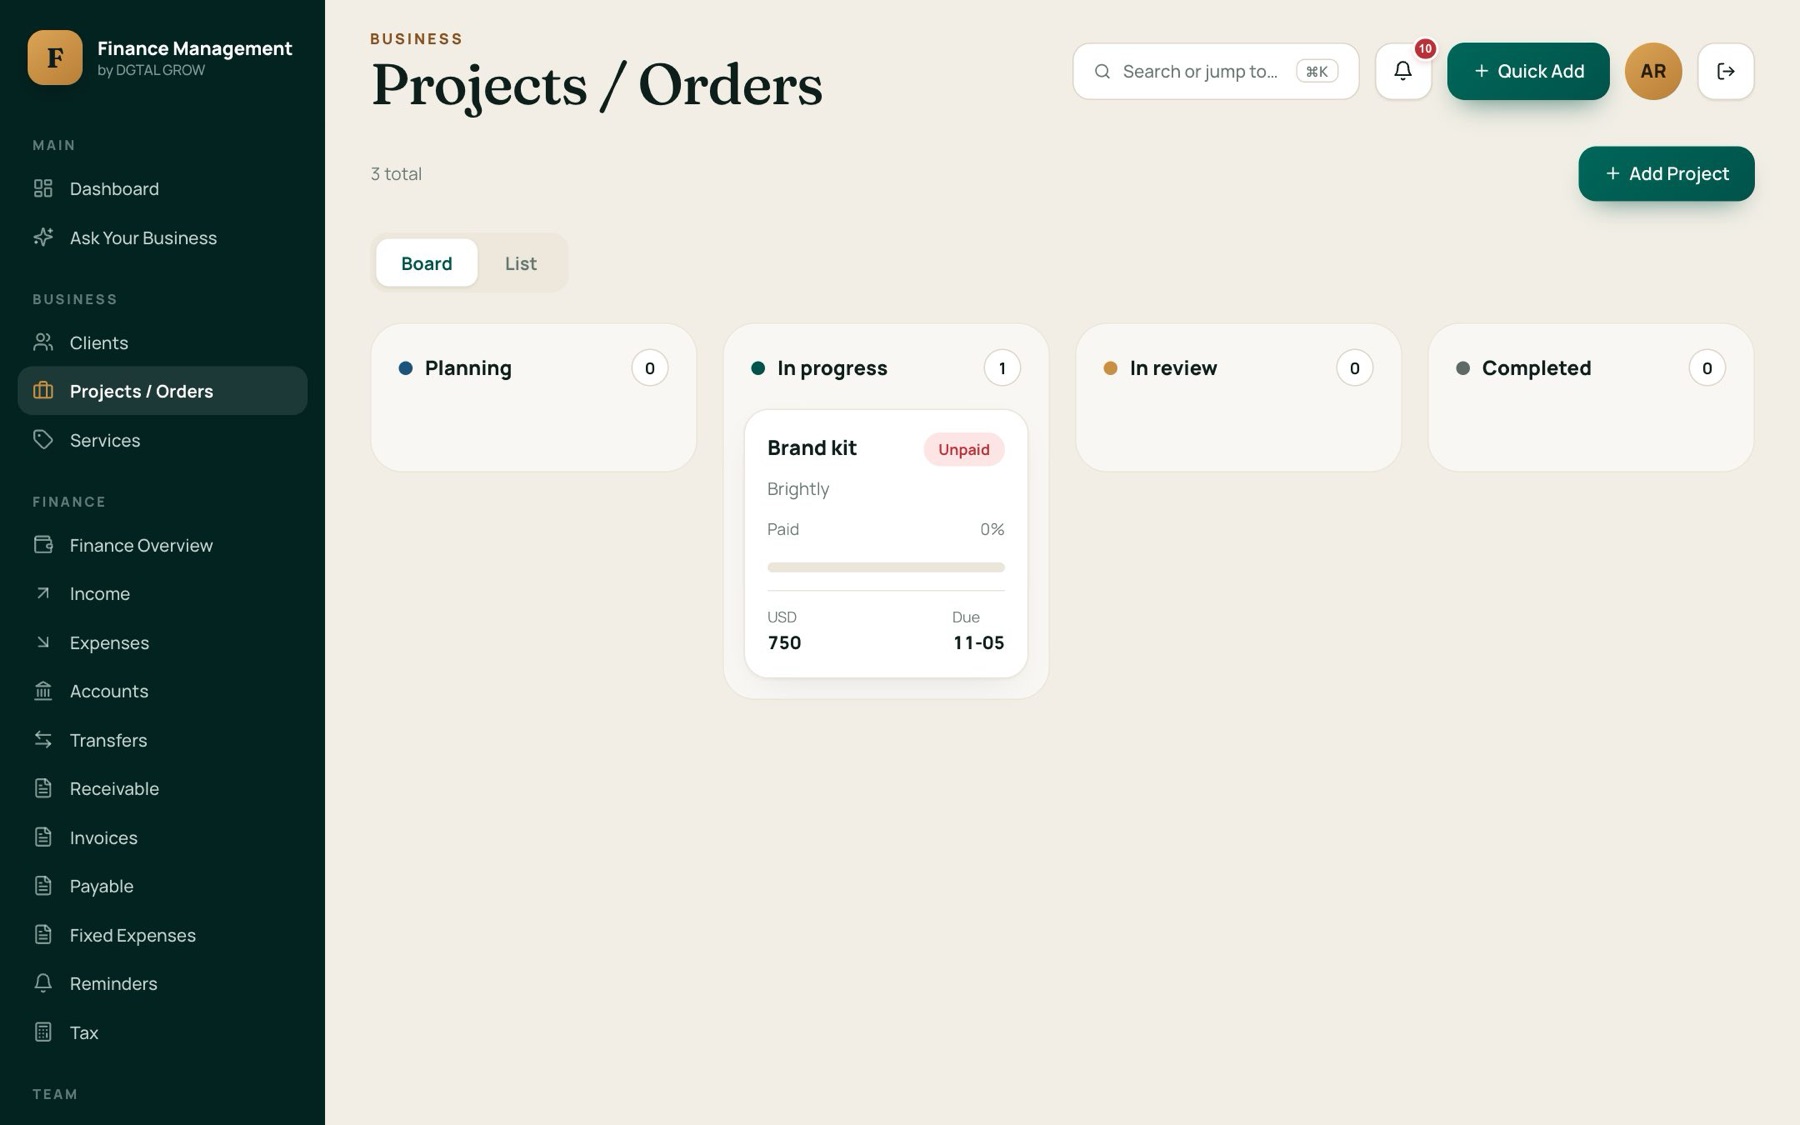 F
Finance Management
by DGTAL GROW
MAIN
Dashboard
Ask Your Business
BUSINESS
Clients
Projects / Orders
Services
FINANCE
Finance Overview
Income
Expenses
Accounts
Transfers
Receivable
Invoices
Payable
Fixed Expenses
Reminders
Tax
TEAM
BUSINESS
Projects / Orders
Search or jump to... ⌘K
10
+ Quick Add
AR
3 total
+ Add Project
Board List
Planning 0
In progress 1
Brand kit Unpaid
Brightly
Paid 0%
USD Due
750 11-05
In review 0
Completed 0